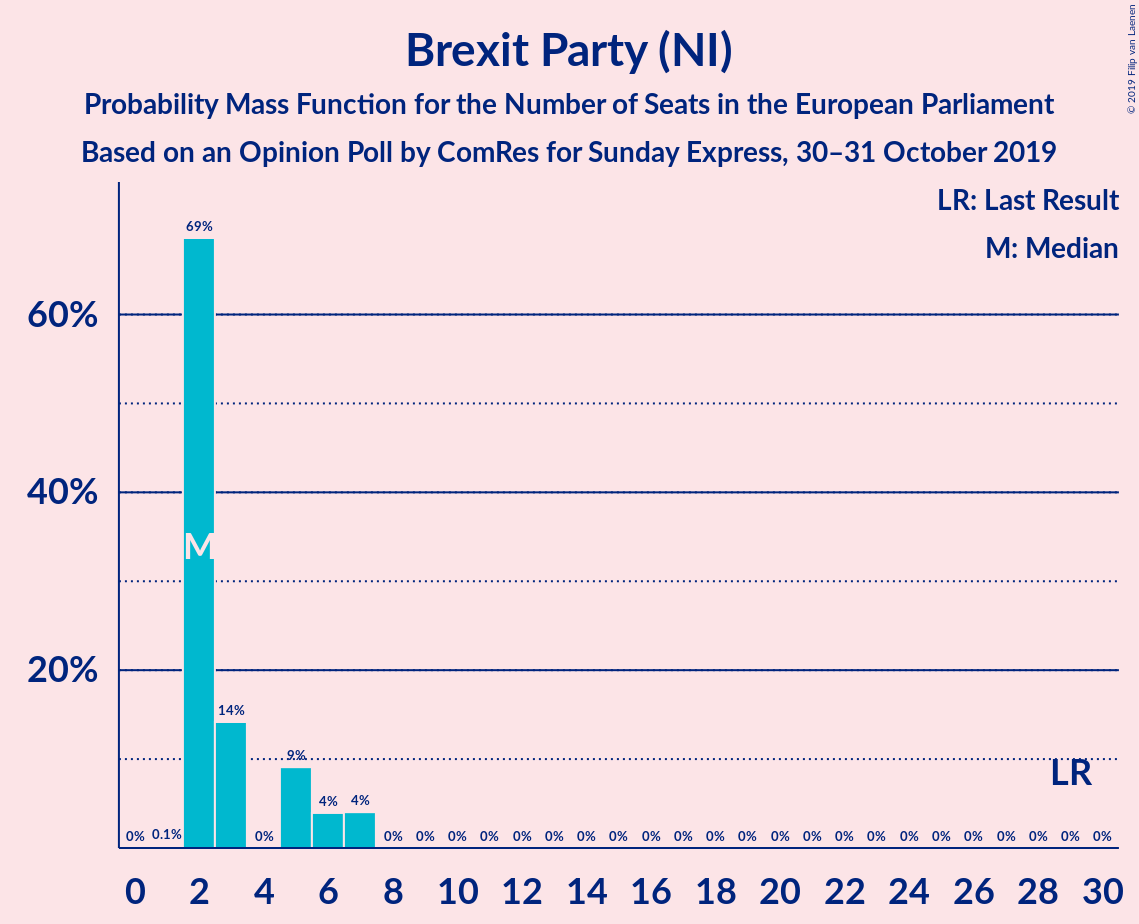 Brexit Party (NI)
Probability Mass Function for the Number of Seats in the European Parliament
Based on an Opinion Poll by ComRes for Sunday Express, 30–31 October 2019
© 2019 Filip van Laenen
LR: Last Result
M: Median
69%
60%
40%
M
20%
14%
9%
LR
4%
4%
0% 0.1% 0% 0% 0% 0% 0% 0% 0% 0% 0% 0% 0% 0% 0% 0% 0% 0% 0% 0% 0% 0% 0% 0% 0% 0%
0 2 4 6 8 10 12 14 16 18 20 22 24 26 28 30